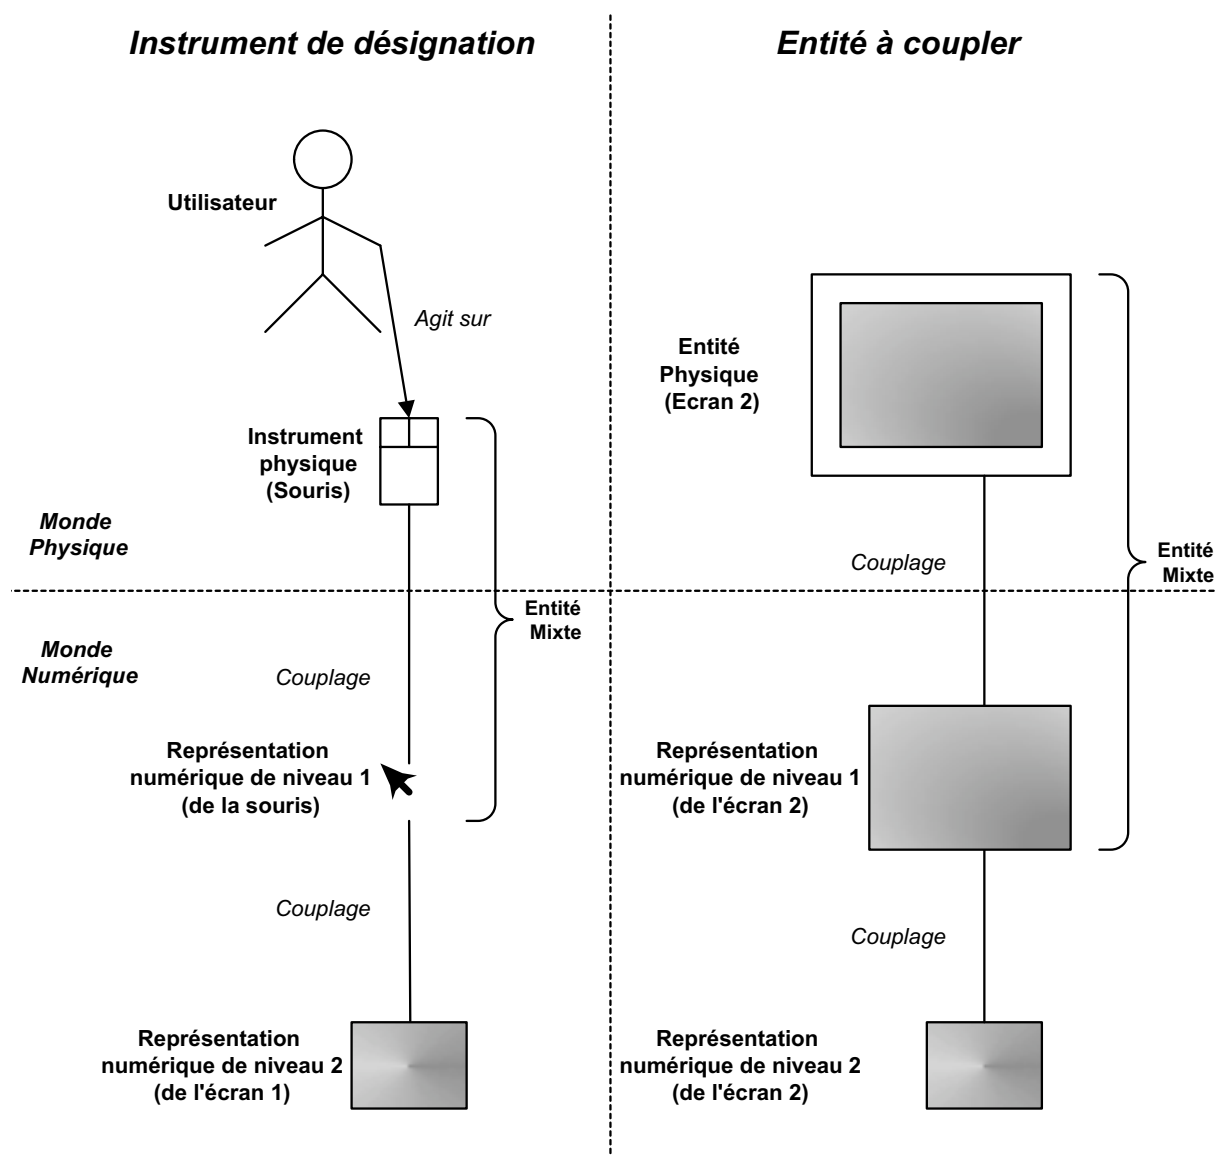 Instrument de désignation
Entité à coupler
Utilisateur
Agit sur
Instrument
physique
(Souris)
Monde
Physique
Monde
Numérique
Entité
Mixte
Couplage
Représentation
numérique de niveau 1
(de la souris)
Couplage
Représentation
numérique de niveau 2
(de l'écran 1)
Entité
Physique
(Ecran 2)
Couplage
Entité
Mixte
Représentation
numérique de niveau 1
(de l'écran 2)
Couplage
Représentation
numérique de niveau 2
(de l'écran 2)